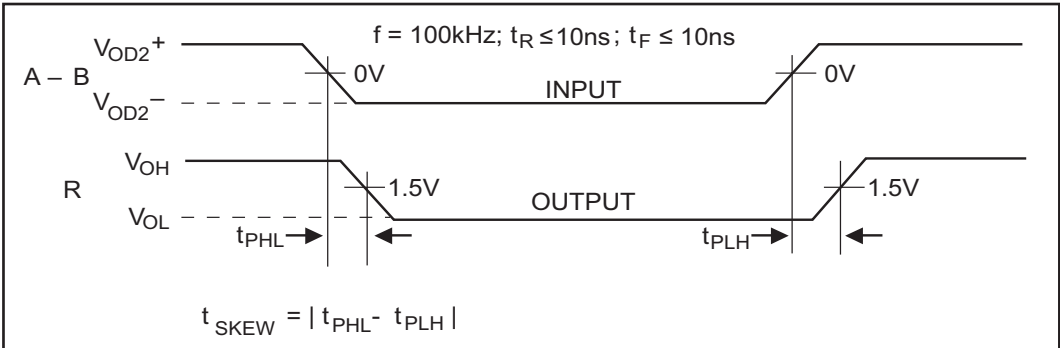 f = 100kHz; tR ≤10ns; tF ≤ 10ns
VOD2+
A – B
0V
0V
INPUT
VOD2–
VOH
R
1.5V
1.5V
OUTPUT
VOL
tPHL
tPLH
tSKEW = | tPHL - tPLH |